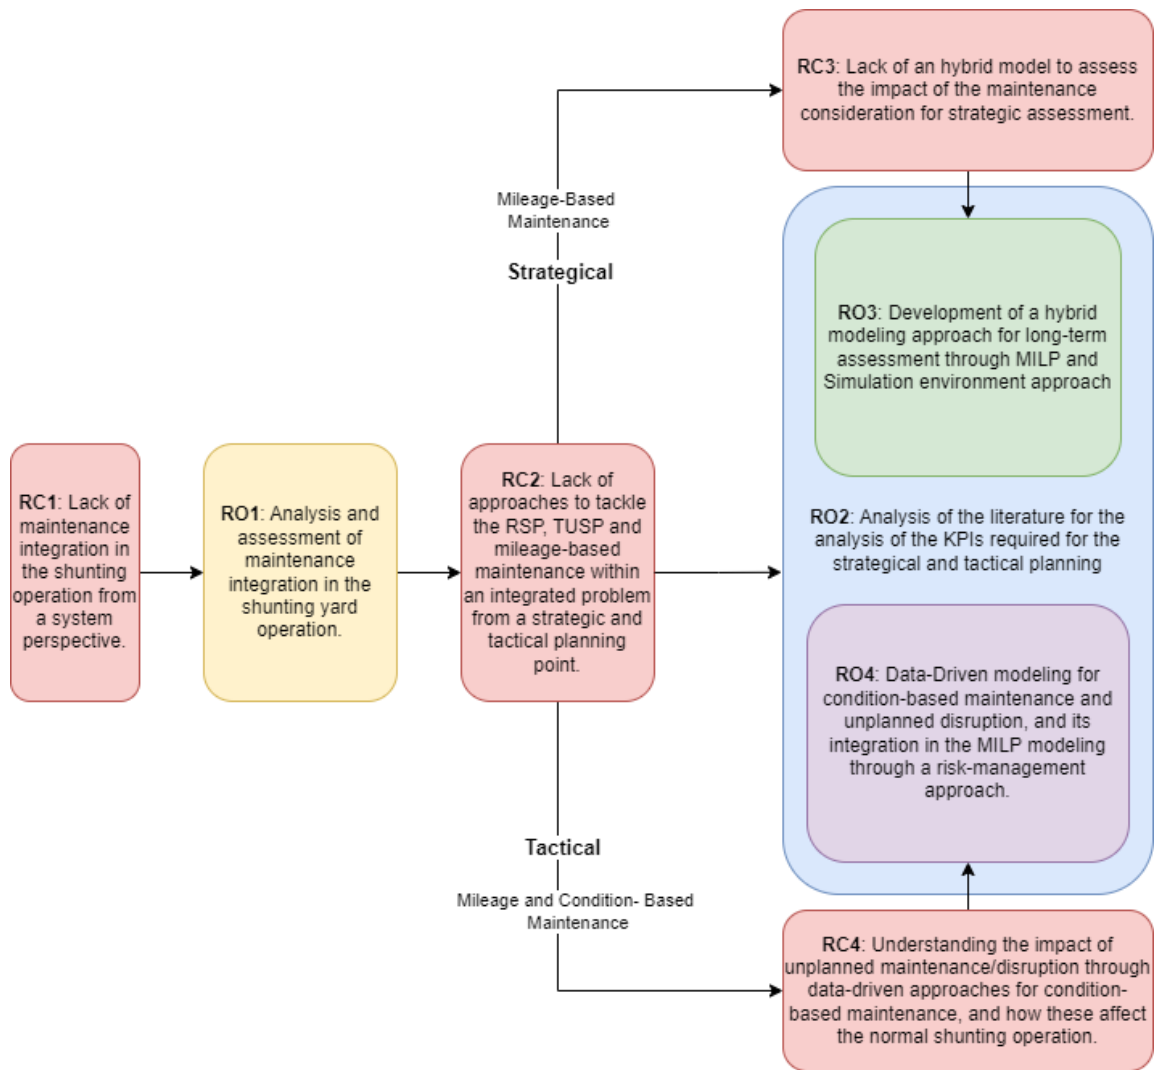 RC3: Lack of an hybrid model to assess
the impact of the maintenance
consideration for strategic assessment.
Mileage-Based
Maintenance
Strategical
RO3: Development of a hybrid
modeling approach for long-term
assessment through MILP and
Simulation environment approach
RC1: Lack of
maintenance
integration in
the shunting
operation from
a system
perspective.
RO1: Analysis and
assessment of
maintenance
integration in the
shunting yard
operation.
RC2: Lack of
approaches to tackle
the RSP, TUSP and
mileage-based
maintenance within
an integrated problem
from a strategic and
tactical planning
point.
RO2: Analysis of the literature for the
analysis of the KPIs required for the
strategical and tactical planning
RO4: Data-Driven modeling for
condition-based maintenance and
unplanned disruption, and its
integration in the MILP modeling
through a risk-management
approach.
Tactical
Mileage and Condition- Based
Maintenance
RC4: Understanding the impact of
unplanned maintenance/disruption through
data-driven approaches for condition-
based maintenance, and how these affect
the normal shunting operation.